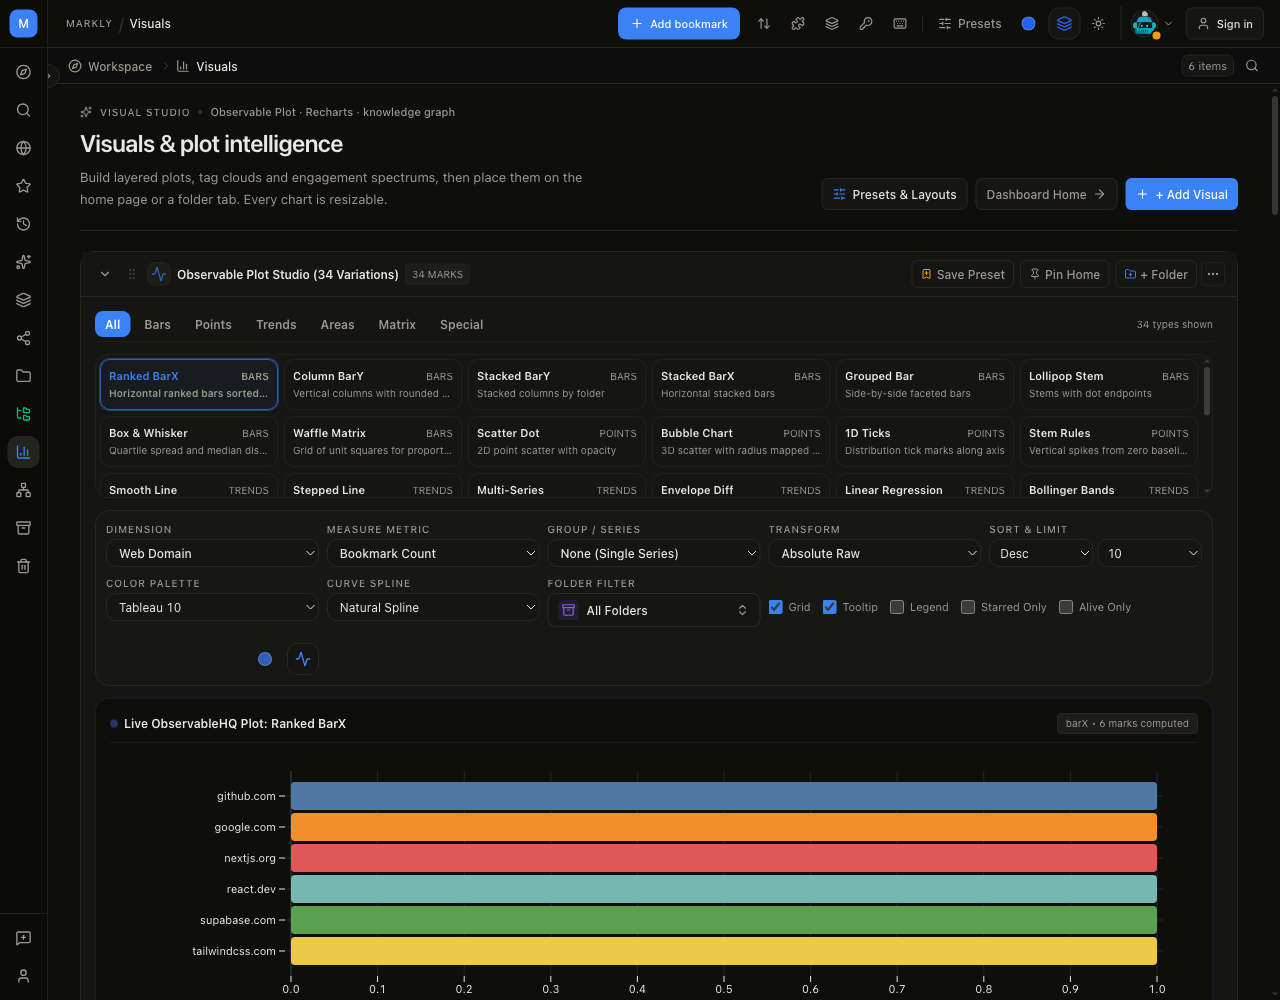 M MARKLY / Visuals + Add bookmark Presets Sign in
Workspace > Visuals 6 items
VISUAL STUDIO • Observable Plot · Recharts · knowledge graph
Visuals & plot intelligence
Build layered plots, tag clouds and engagement spectrums, then place them on the
home page or a folder tab. Every chart is resizable.
Presets & Layouts Dashboard Home → + + Add Visual
Observable Plot Studio (34 Variations) 34 MARKS Save Preset Pin Home + Folder ...
All Bars Points Trends Areas Matrix Special 34 types shown
Ranked BarX BARS
Horizontal ranked bars sorted...
Column BarY BARS
Vertical columns with rounded ...
Stacked BarY BARS
Stacked columns by folder
Stacked BarX BARS
Horizontal stacked bars
Grouped Bar BARS
Side-by-side faceted bars
Lollipop Stem BARS
Stems with dot endpoints
Box & Whisker BARS
Quartile spread and median dis...
Waffle Matrix BARS
Grid of unit squares for proport...
Scatter Dot POINTS
2D point scatter with opacity
Bubble Chart POINTS
3D scatter with radius mapped ...
1D Ticks POINTS
Distribution tick marks along axis
Stem Rules POINTS
Vertical spikes from zero baseli...
Smooth Line TRENDS
Stepped Line TRENDS
Multi-Series TRENDS
Envelope Diff TRENDS
Linear Regression TRENDS
Bollinger Bands TRENDS
DIMENSION MEASURE METRIC GROUP / SERIES TRANSFORM SORT & LIMIT
Web Domain Bookmark Count None (Single Series) Absolute Raw Desc 10
COLOR PALETTE CURVE SPLINE FOLDER FILTER
Tableau 10 Natural Spline All Folders Grid Tooltip Legend Starred Only Alive Only
Live ObservableHQ Plot: Ranked BarX barX • 6 marks computed
github.com
google.com
nextjs.org
react.dev
supabase.com
tailwindcss.com
0.0 0.1 0.2 0.3 0.4 0.5 0.6 0.7 0.8 0.9 1.0